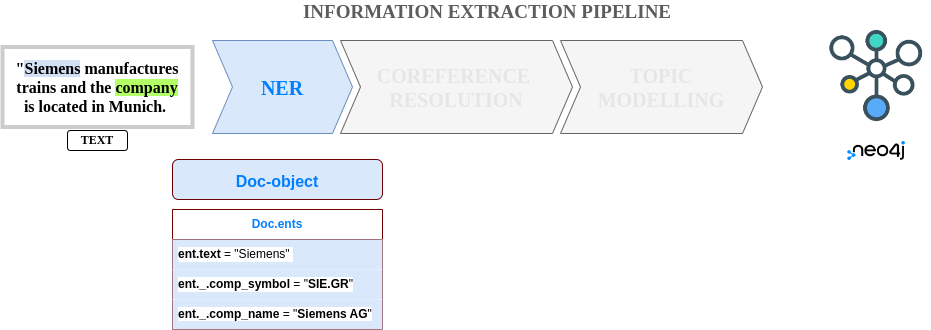 INFORMATION EXTRACTION PIPELINE
"Siemens manufactures
trains and the company
is located in Munich.
TEXT
NER
COREFERENCE
RESOLUTION
TOPIC
MODELLING
neo4j
Doc-object
Doc.ents
ent.text = "Siemens"
ent._.comp_symbol = "SIE.GR"
ent._.comp_name = "Siemens AG"